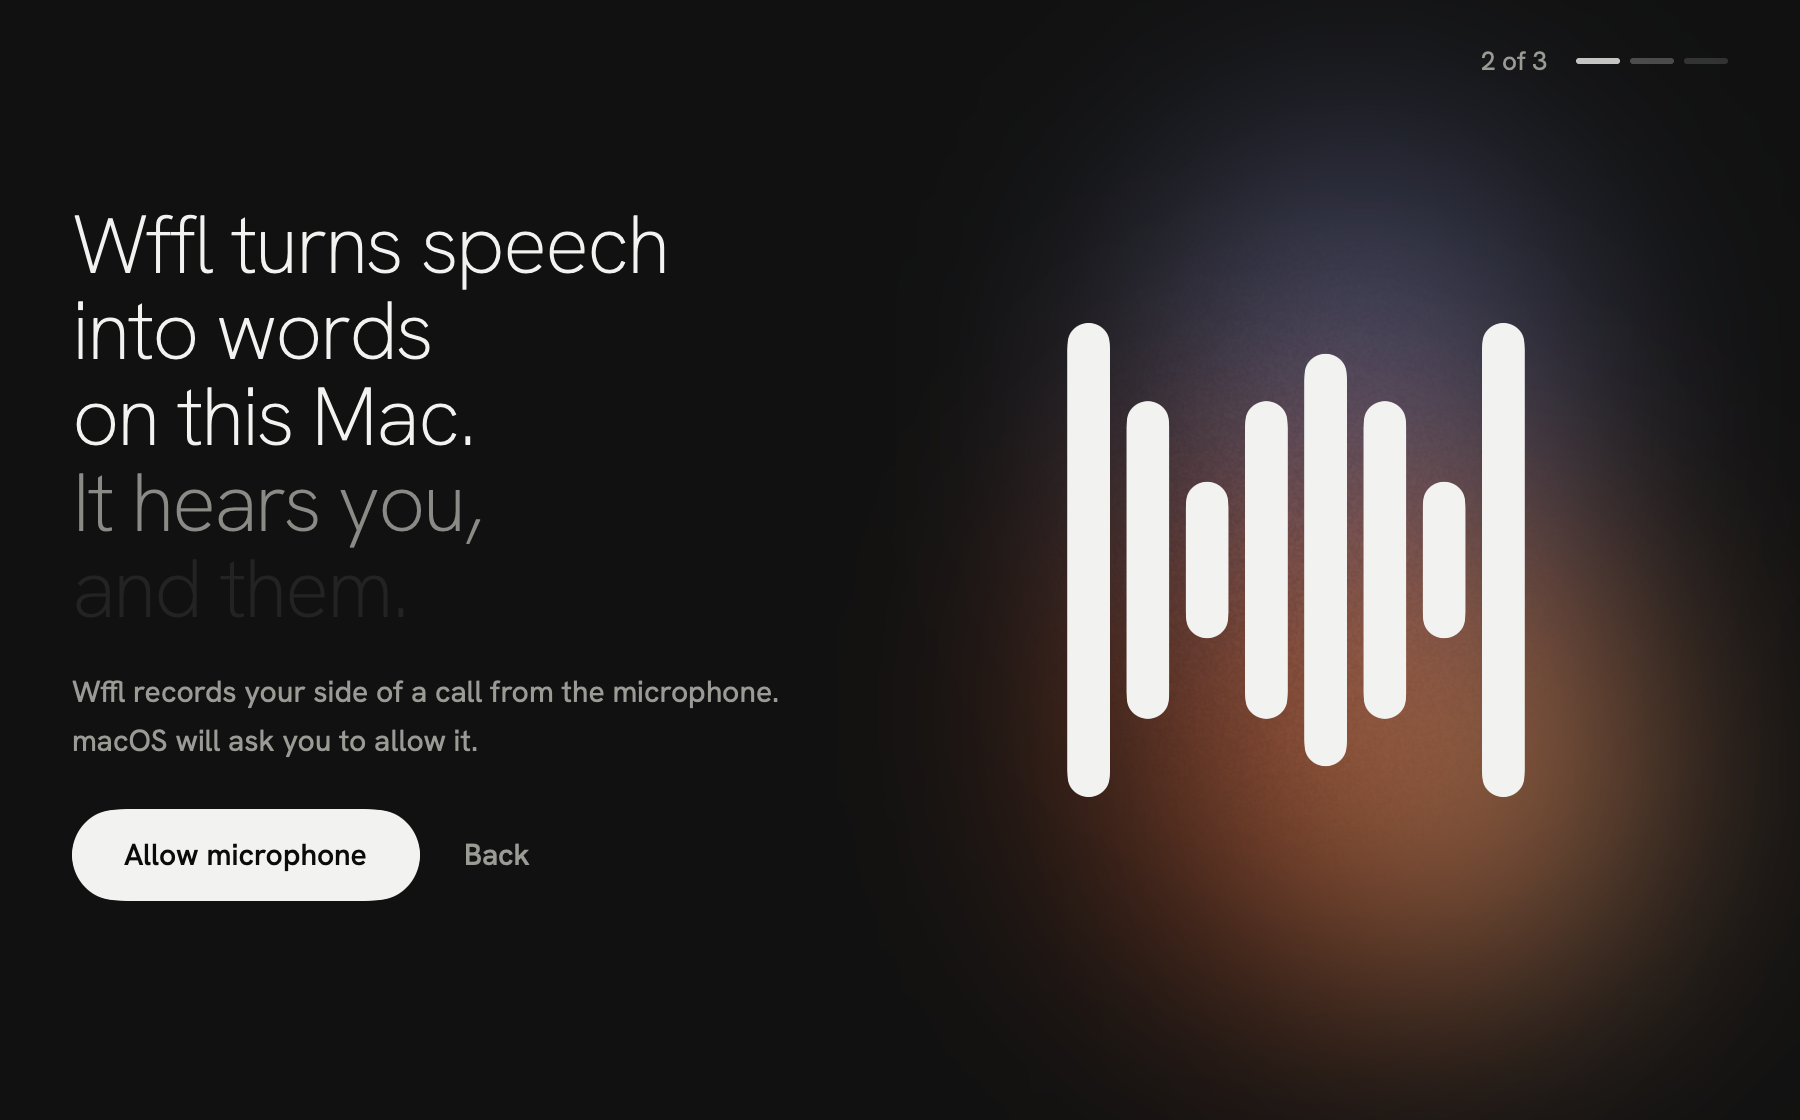 2 of 3
Wffl turns speech
into words
on this Mac.
It hears you,
and them.
Wffl records your side of a call from the microphone.
macOS will ask you to allow it.
Allow microphone
Back